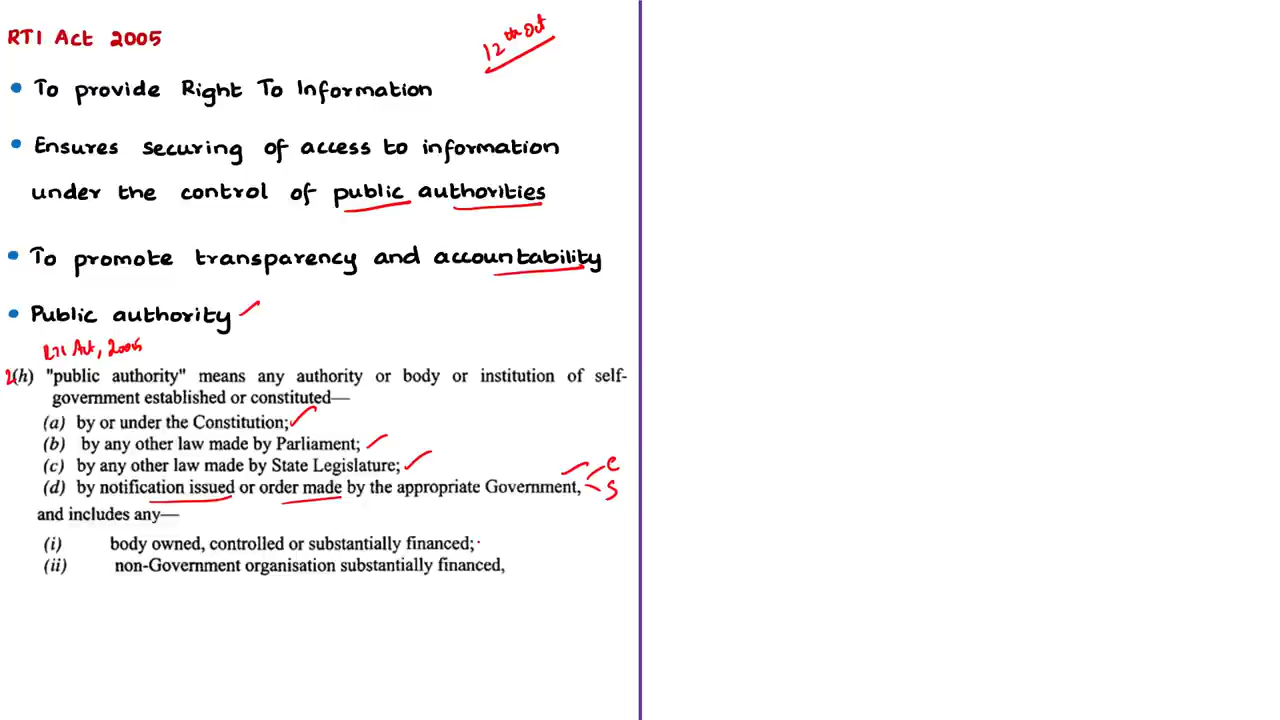 RTI Act 2005
12th Oct
• To provide Right To Information
• Ensures securing of access to information
under the control of public authorities
• To promote transparency and accountability
• Public authority
RTI Act, 2005
2(h) "public authority" means any authority or body or institution of self-
government established or constituted—
(a) by or under the Constitution;
(b) by any other law made by Parliament;
(c) by any other law made by State Legislature;
C
(d) by notification issued or order made by the appropriate Government,
S
and includes any—
(i) body owned, controlled or substantially financed;
(ii) non-Government organisation substantially financed,